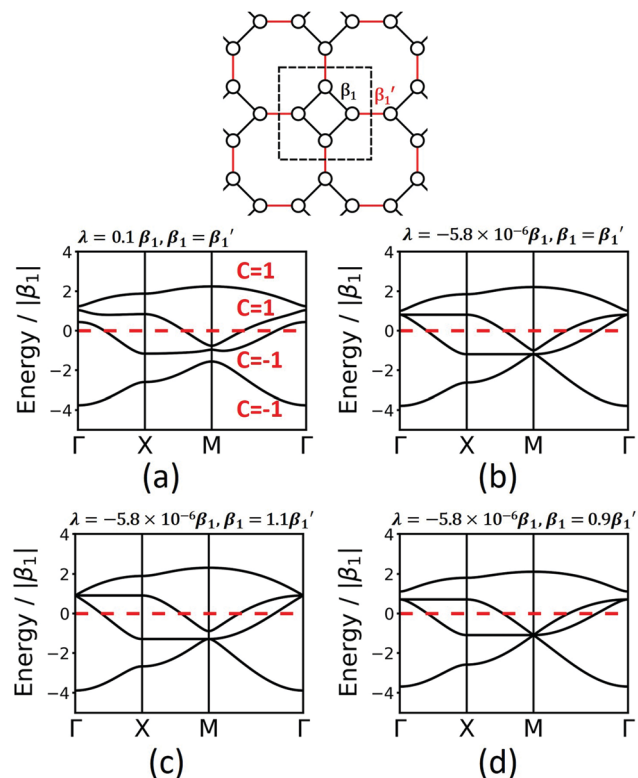 β₁ β₁′
λ = 0.1 β₁, β₁ = β₁′
λ = −5.8 × 10⁻⁶β₁, β₁ = β₁′
Energy / |β₁|
4
2
0
−2
−4
C=1
C=1
C=-1
C=-1
Γ X M Γ
(a)
Energy / |β₁|
4
2
0
−2
−4
Γ X M Γ
(b)
λ = −5.8 × 10⁻⁶β₁, β₁ = 1.1β₁′
λ = −5.8 × 10⁻⁶β₁, β₁ = 0.9β₁′
Energy / |β₁|
4
2
0
−2
−4
Γ X M Γ
(c)
Energy / |β₁|
4
2
0
−2
−4
Γ X M Γ
(d)